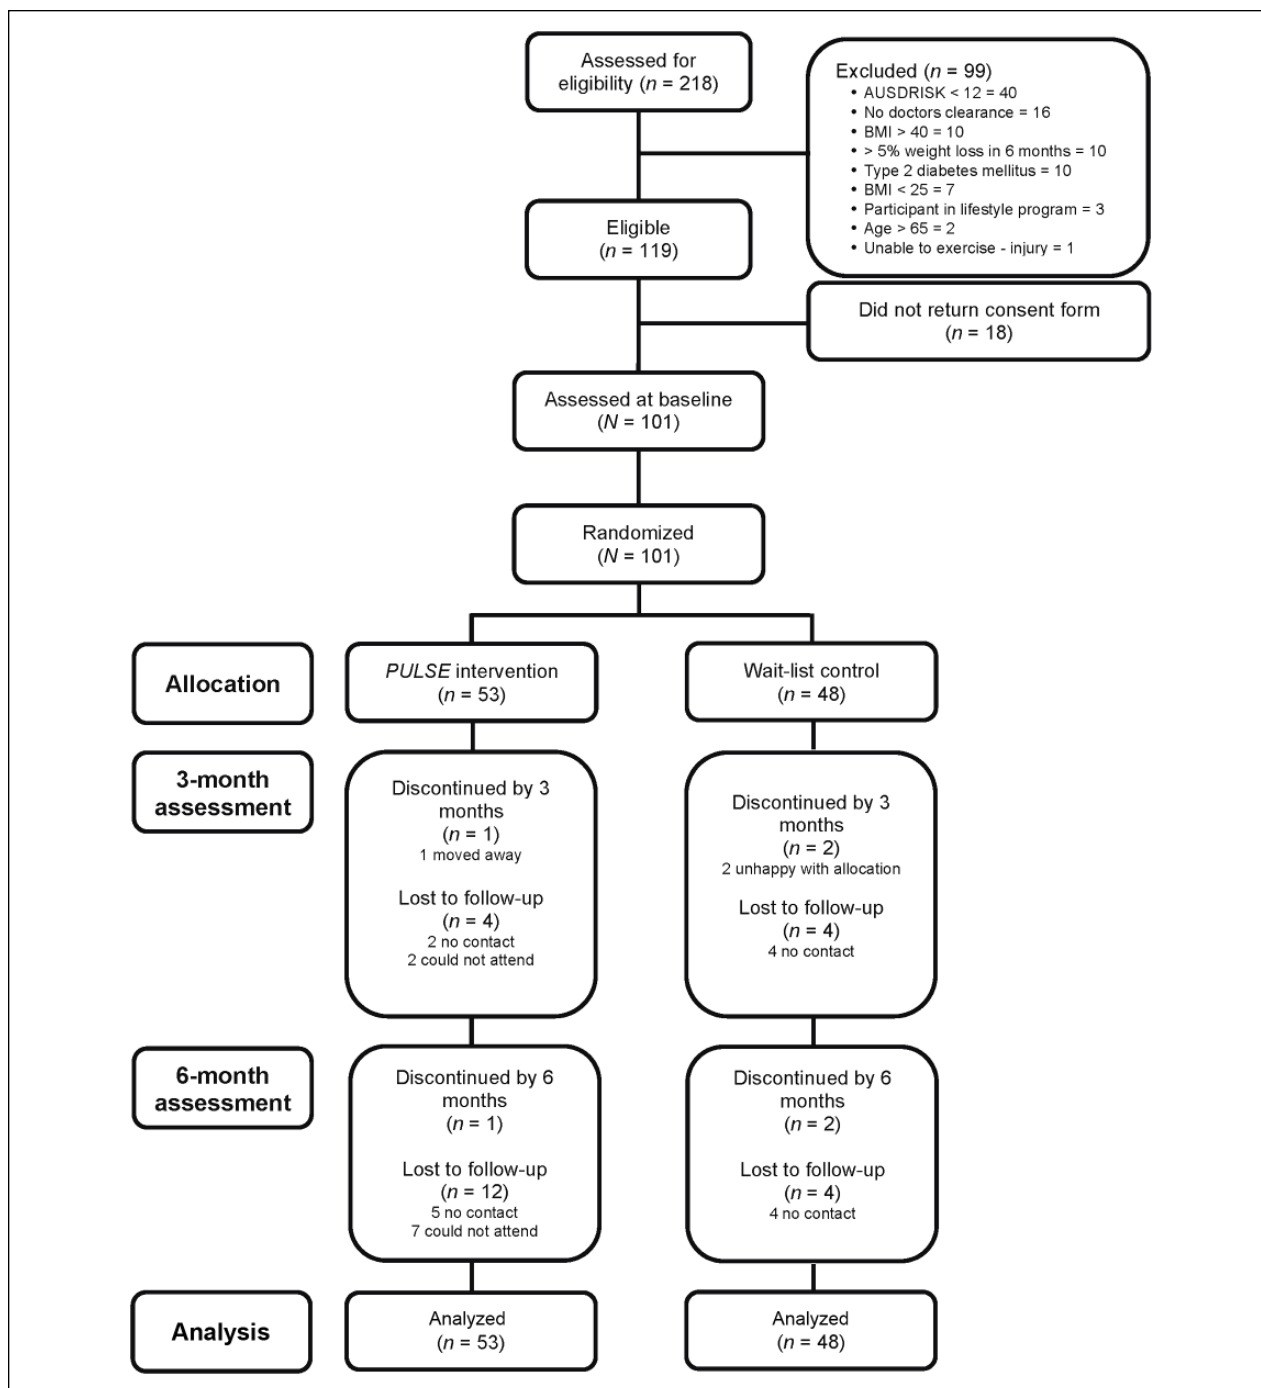 Assessed for
eligibility (n = 218)
Excluded (n = 99)
• AUSDRISK < 12 = 40
• No doctors clearance = 16
• BMI > 40 = 10
• > 5% weight loss in 6 months = 10
• Type 2 diabetes mellitus = 10
• BMI < 25 = 7
• Participant in lifestyle program = 3
• Age > 65 = 2
• Unable to exercise - injury = 1
Eligible
(n = 119)
Did not return consent form
(n = 18)
Assessed at baseline
(N = 101)
Randomized
(N = 101)
Allocation
PULSE intervention
(n = 53)
Wait-list control
(n = 48)
3-month
assessment
Discontinued by 3
months
(n = 1)
1 moved away
Lost to follow-up
(n = 4)
2 no contact
2 could not attend
Discontinued by 3
months
(n = 2)
2 unhappy with allocation
Lost to follow-up
(n = 4)
4 no contact
6-month
assessment
Discontinued by 6
months
(n = 1)
Lost to follow-up
(n = 12)
5 no contact
7 could not attend
Discontinued by 6
months
(n = 2)
Lost to follow-up
(n = 4)
4 no contact
Analysis
Analyzed
(n = 53)
Analyzed
(n = 48)